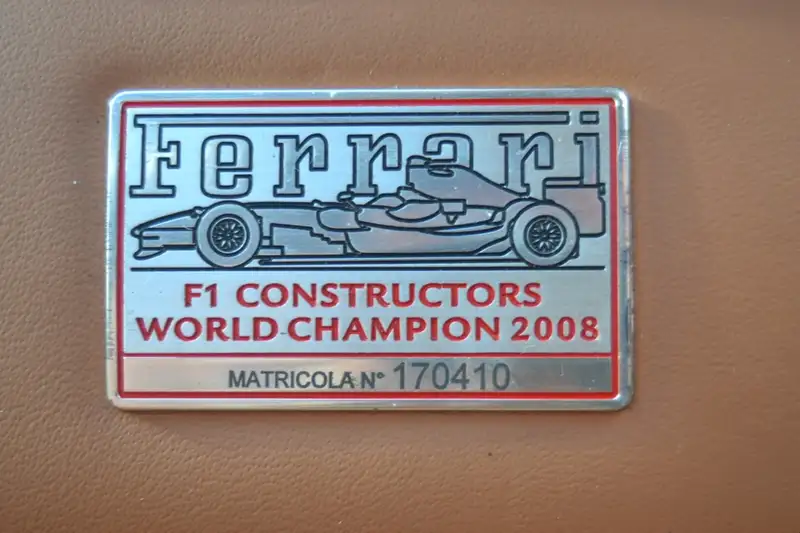 Ferrari
F1 CONSTRUCTORS
WORLD CHAMPION 2008
MATRICOLA N° 170410